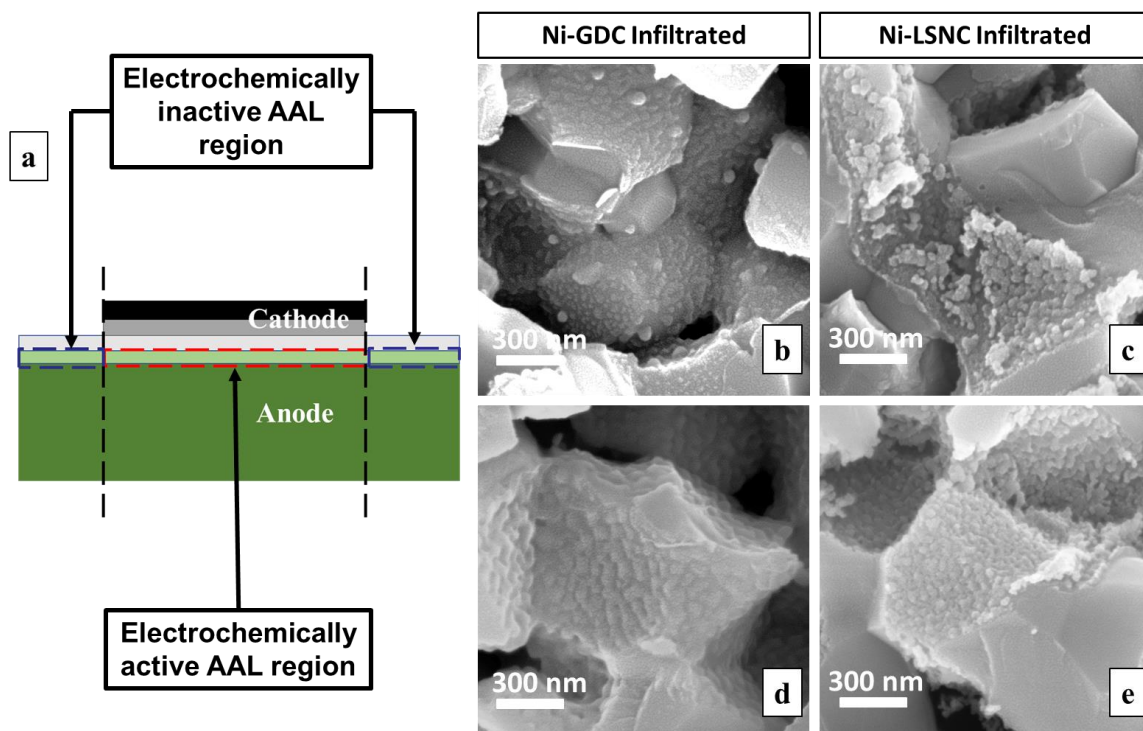 Ni-GDC Infiltrated
Ni-LSNC Infiltrated
Electrochemically
inactive AAL
region
a
Cathode
Anode
Electrochemically
active AAL region
300 nm
b
300 nm
c
300 nm
d
300 nm
e